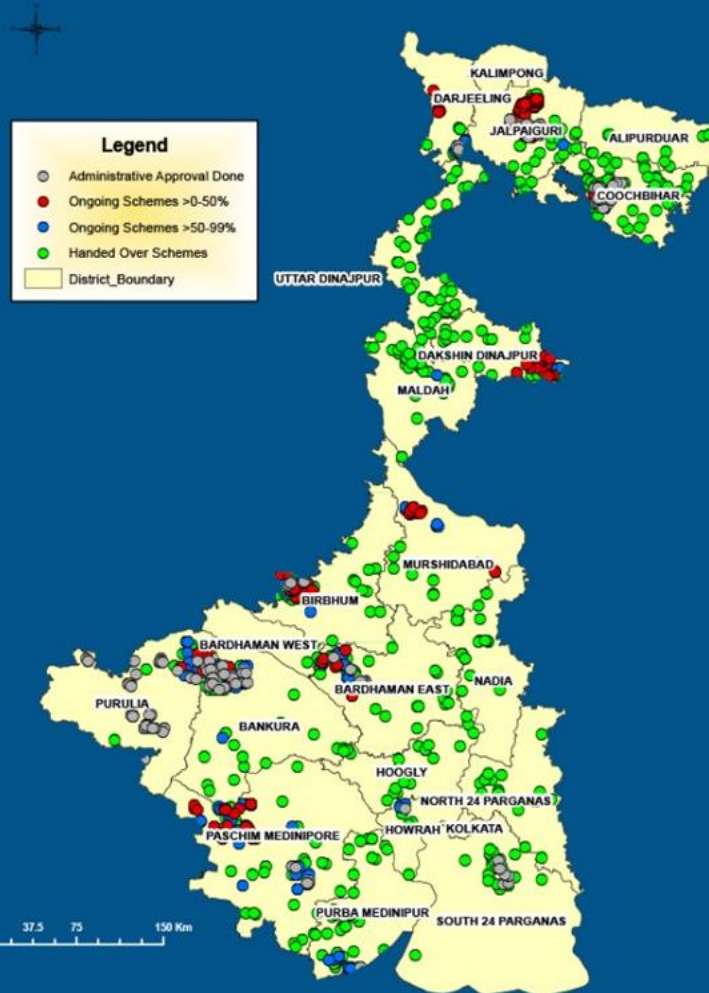 KALIMPONG
DARJEELING
JALPAIGURI
ALIPURDUAR
COOCHBIHAR
Legend
Administrative Approval Done
Ongoing Schemes >0-50%
Ongoing Schemes >50-99%
Handed Over Schemes
District_Boundary
UTTAR DINAJPUR
DAKSHIN DINAJPUR
MALDAH
MURSHIDABAD
BIRBHUM
BARDHAMAN WEST
BARDHAMAN EAST
NADIA
PURULIA
BANKURA
HOOGLY
NORTH 24 PARGANAS
PASCHIM MEDINIPORE
HOWRAH
KOLKATA
PURBA MEDINIPUR
SOUTH 24 PARGANAS
37.5 75 150 Km